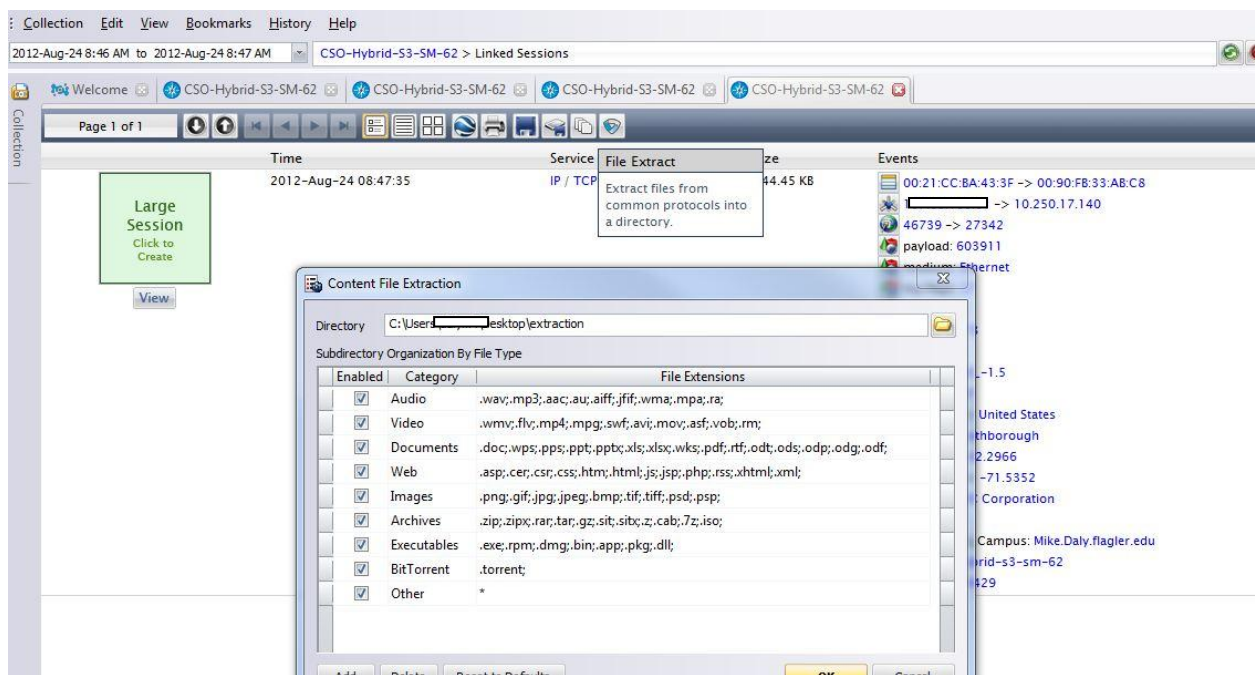 : Collection Edit View Bookmarks History Help
2012-Aug-24 8:46 AM to 2012-Aug-24 8:47 AM CSO-Hybrid-S3-SM-62 > Linked Sessions
Welcome CSO-Hybrid-S3-SM-62 CSO-Hybrid-S3-SM-62 CSO-Hybrid-S3-SM-62 CSO-Hybrid-S3-SM-62
Collection
Page 1 of 1
Time Service Events
File Extract
Extract files from
common protocols into
a directory.
2012-Aug-24 08:47:35 IP / TCP 44.45 KB
Large
Session
Click to
Create
View
00:21:CC:BA:43:3F -> 00:90:FB:33:AB:C8
-> 10.250.17.140
46739 -> 27342
payload: 603911
medium: Ethernet
-1.5
United States
thborough
2.2966
-71.5352
Corporation
Campus: Mike.Daly.flagler.edu
rid-s3-sm-62
429
Content File Extraction
Directory C:\Users esktop\extraction
Subdirectory Organization By File Type
Enabled Category File Extensions
Audio .wav;.mp3;.aac;.au;.aiff;.jfif;.wma;.mpa;.ra;
Video .wmv;.flv;.mp4;.mpg;.swf;.avi;.mov;.asf;.vob;.rm;
Documents .doc;.wps;.pps;.ppt;.pptx;.xls;.xlsx;.wks;.pdf;.rtf;.odt;.ods;.odp;.odg;.odf;
Web .asp;.cer;.csr;.css;.htm;.html;.js;.jsp;.php;.rss;.xhtml;.xml;
Images .png;.gif;.jpg;.jpeg;.bmp;.tif;.tiff;.psd;.psp;
Archives .zip;.zipx;.rar;.tar;.gz;.sit;.sitx;.z;.cab;.7z;.iso;
Executables .exe;.rpm;.dmg;.bin;.app;.pkg;.dll;
BitTorrent .torrent;
Other *
Add Delete Reset to Defaults OK Cancel